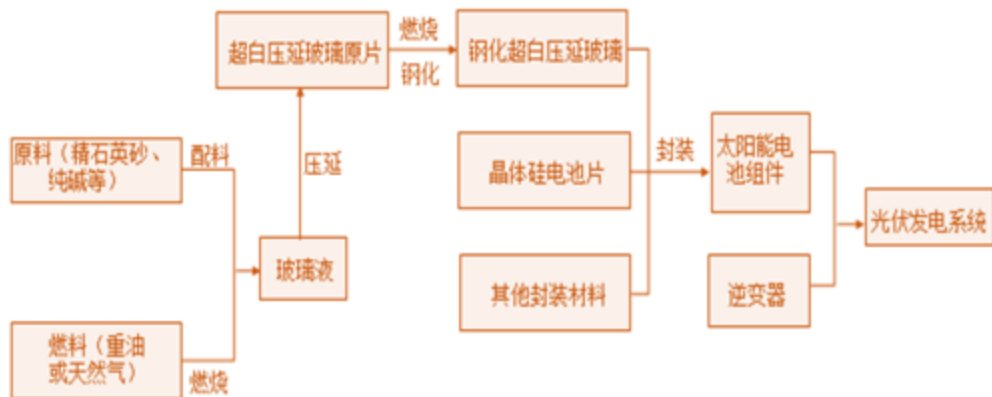 超白压延玻璃原片
燃烧
钢化
钢化超白压延玻璃
原料（精石英砂、
纯碱等）
配料
压延
晶体硅电池片
封装
太阳能电
池组件
光伏发电系统
玻璃液
其他封装材料
逆变器
燃料（重油
或天然气）
燃烧